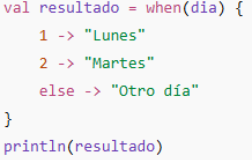 val resultado = when(dia) {
    1 -> "Lunes"
    2 -> "Martes"
    else -> "Otro día"
}
println(resultado)